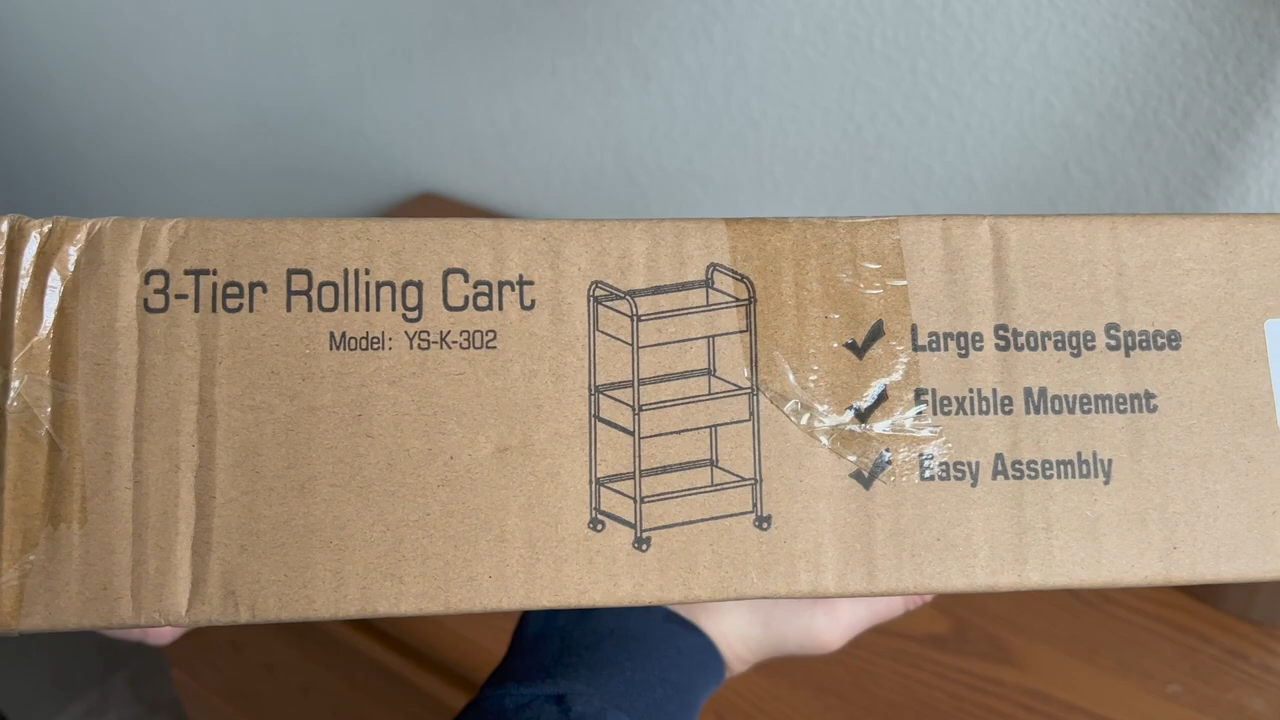 3-Tier Rolling Cart
Model: YS-K-302
Large Storage Space
Flexible Movement
Easy Assembly